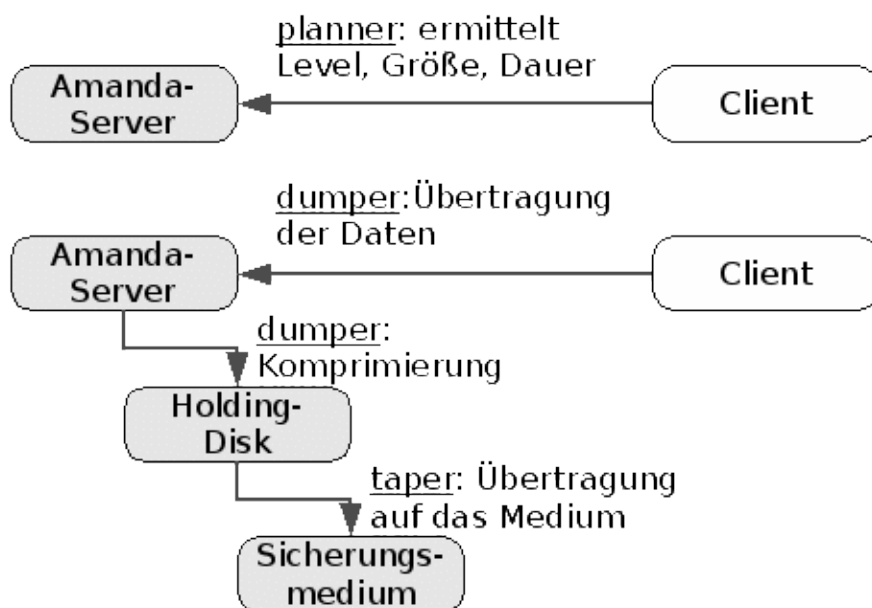 planner: ermittelt
Level, Größe, Dauer
Amanda-
Server
Client
dumper:Übertragung
der Daten
Amanda-
Server
Client
dumper:
Komprimierung
Holding-
Disk
taper: Übertragung
auf das Medium
Sicherungs-
medium